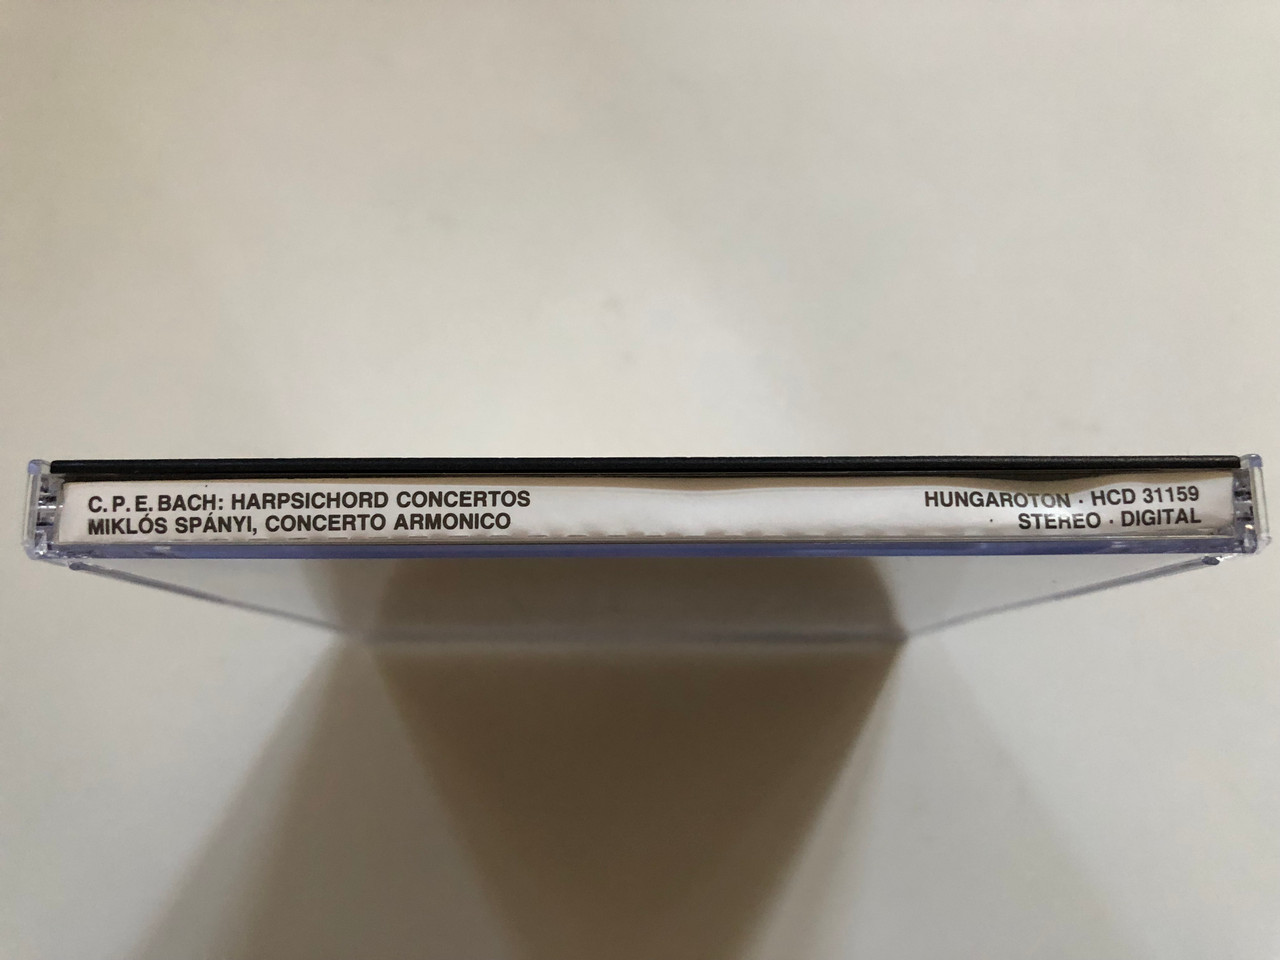 C. P. E. BACH: HARPSICHORD CONCERTOS
MIKLÓS SPÁNYI, CONCERTO ARMONICO
HUNGAROTON · HCD 31159
STEREO · DIGITAL